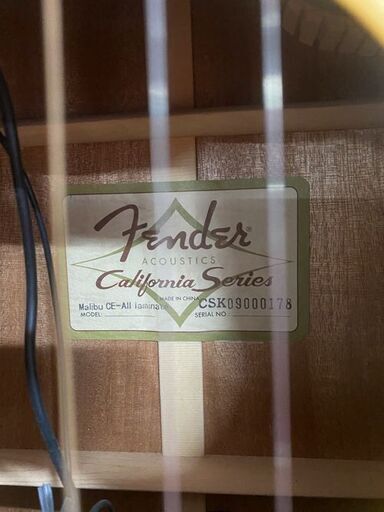 Fender
ACOUSTICS
California Series
MADE IN CHINA
Malibu CE-All laminate CSK09000178
MODEL: SERIAL NO.: